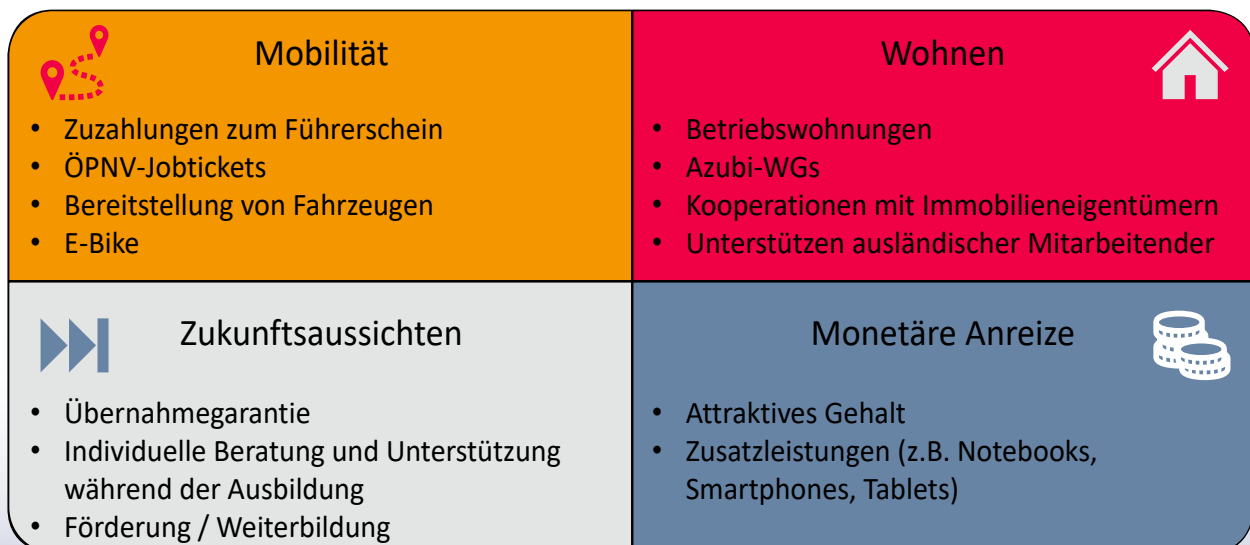 Mobilität
• Zuzahlungen zum Führerschein
• ÖPNV-Jobtickets
• Bereitstellung von Fahrzeugen
• E-Bike
Wohnen
• Betriebswohnungen
• Azubi-WGs
• Kooperationen mit Immobilieneigentümern
• Unterstützen ausländischer Mitarbeitender
Zukunftsaussichten
• Übernahmegarantie
• Individuelle Beratung und Unterstützung
während der Ausbildung
• Förderung / Weiterbildung
Monetäre Anreize
• Attraktives Gehalt
• Zusatzleistungen (z.B. Notebooks,
Smartphones, Tablets)